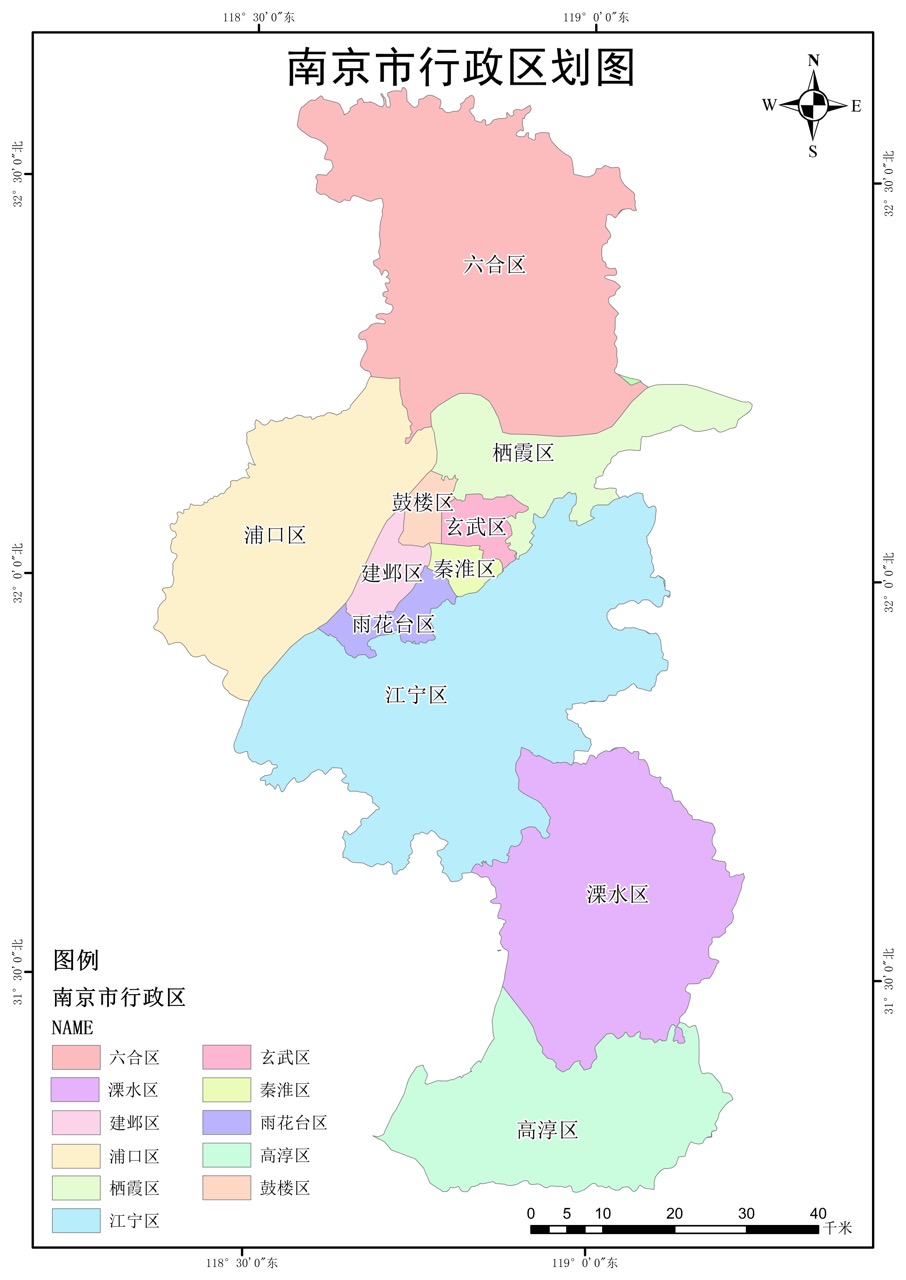 118° 30′0″东
119° 0′0″东
南京市行政区划图
N
W
E
S
32° 30′0″北
32° 30′0″北
六合区
栖霞区
鼓楼区
玄武区
浦口区
秦淮区
建邺区
32° 0′0″北
32° 0′0″北
雨花台区
江宁区
溧水区
图例
31° 30′0″北
31° 30′0″北
南京市行政区
NAME
六合区
玄武区
溧水区
秦淮区
建邺区
雨花台区
浦口区
高淳区
栖霞区
鼓楼区
江宁区
高淳区
0 5 10 20 30 40
千米
118° 30′0″东
119° 0′0″东